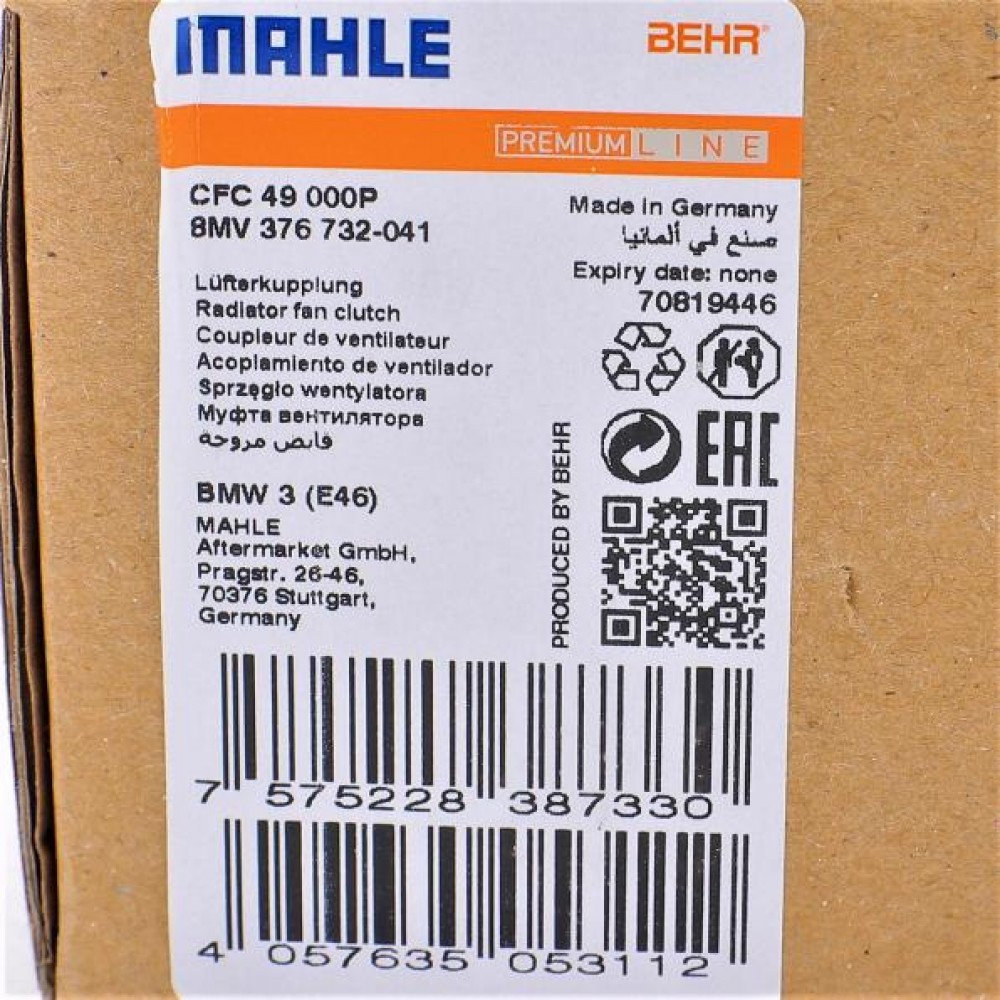 MAHLE
BEHR®
PREMIUM LINE
CFC 49 000P
8MV 376 732-041
Made in Germany
صنع في ألمانيا
Expiry date: none
70819446
Lüfterkupplung
Radiator fan clutch
Coupleur de ventilateur
Acoplamiento de ventilador
Sprzęgło wentylatora
Муфта вентилятора
قابض مروحة
EAC
PRODUCED BY BEHR
BMW 3 (E46)
MAHLE
Aftermarket GmbH,
Pragstr. 26-46,
70376 Stuttgart,
Germany
7 575228 387330
4 057635 053112